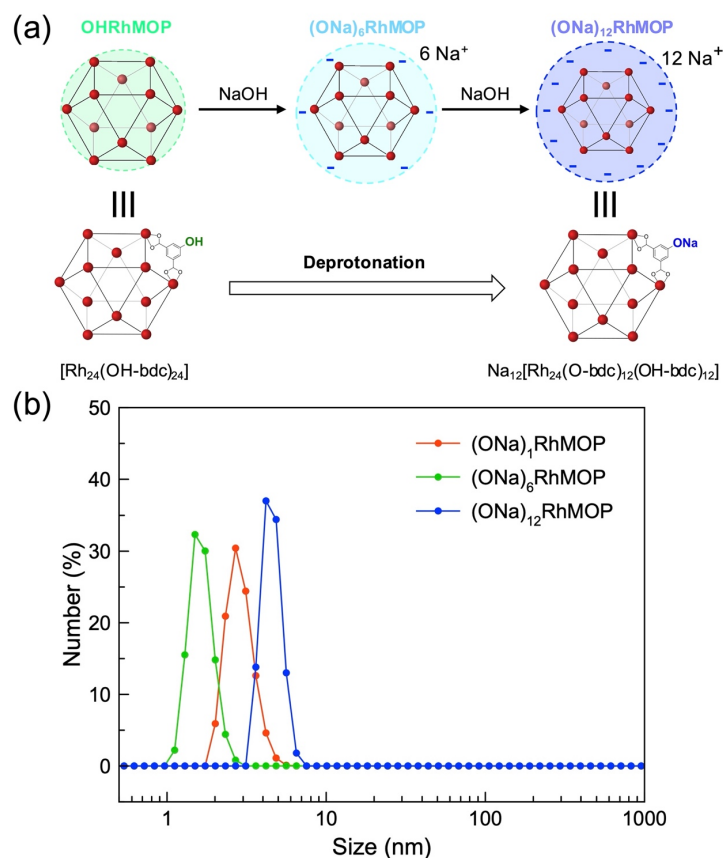 (a)
OHRhMOP
(ONa)₆RhMOP
(ONa)₁₂RhMOP
6 Na⁺
12 Na⁺
NaOH
NaOH
- - - - - -
- - - - - - - - - - - -
OH
ONa
Deprotonation
[Rh₂₄(OH-bdc)₂₄]
Na₁₂[Rh₂₄(O-bdc)₁₂(OH-bdc)₁₂]
(b)
50
40
30
20
10
0
Number (%)
(ONa)₁RhMOP
(ONa)₆RhMOP
(ONa)₁₂RhMOP
1
10
100
1000
Size (nm)